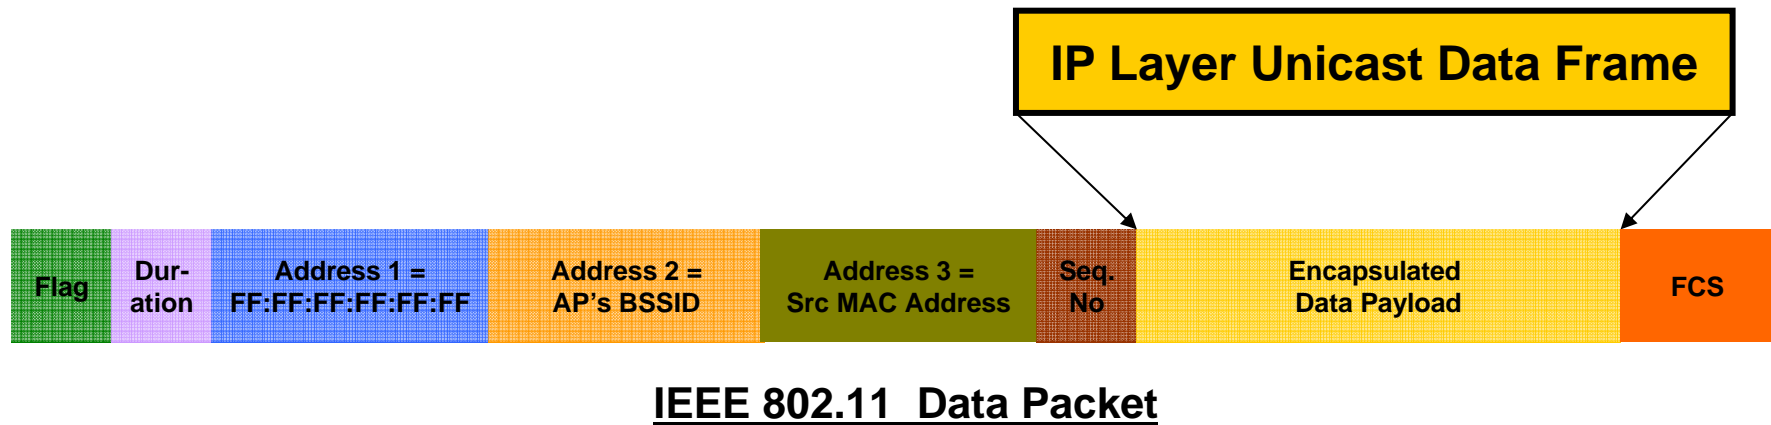 IP Layer Unicast Data Frame
Flag
Dur-
ation
Address 1 =
FF:FF:FF:FF:FF:FF
Address 2 =
AP's BSSID
Address 3 =
Src MAC Address
Seq.
No
Encapsulated
Data Payload
FCS
IEEE 802.11 Data Packet